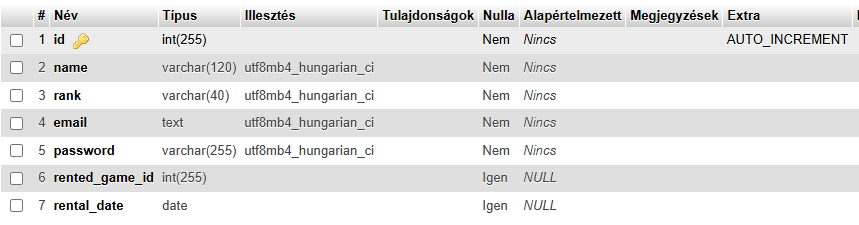 # Név Típus Illesztés Tulajdonságok Nulla Alapértelmezett Megjegyzések Extra
1 id int(255) Nem Nincs AUTO_INCREMENT
2 name varchar(120) utf8mb4_hungarian_ci Nem Nincs
3 rank varchar(40) utf8mb4_hungarian_ci Nem Nincs
4 email text utf8mb4_hungarian_ci Nem Nincs
5 password varchar(255) utf8mb4_hungarian_ci Nem Nincs
6 rented_game_id int(255) Igen NULL
7 rental_date date Igen NULL